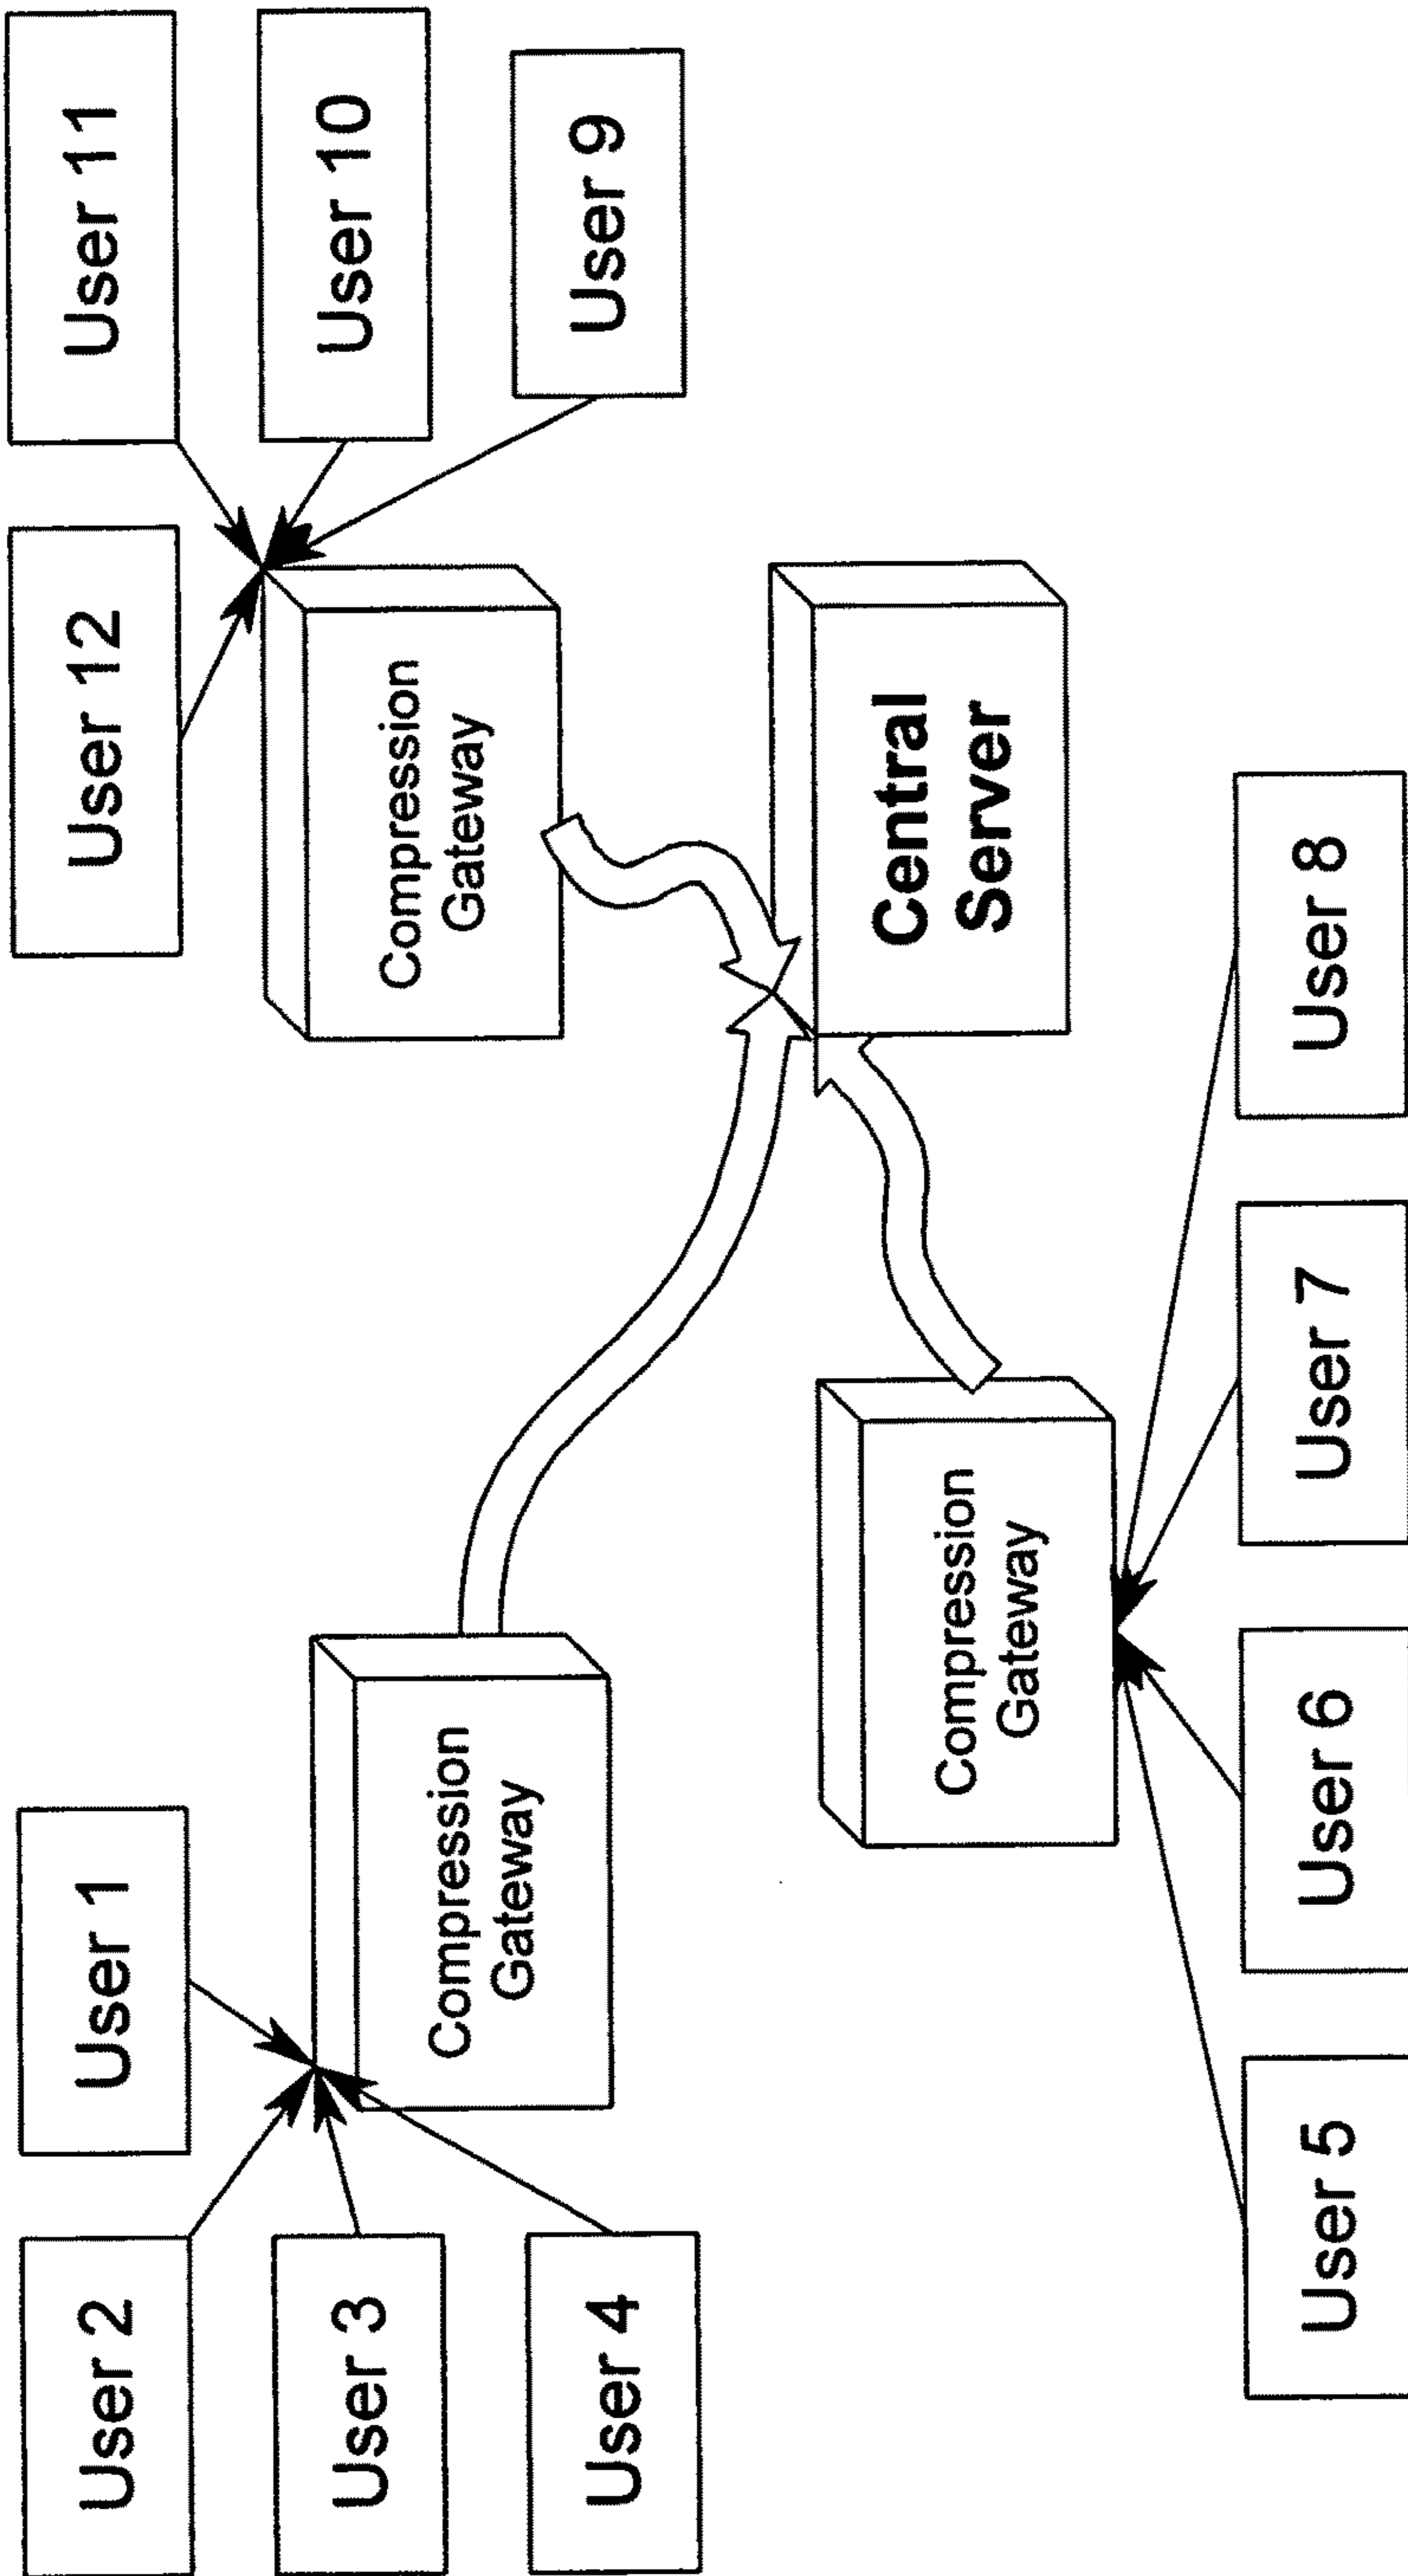 User 2
User 1
User 12
User 11
User 3
User 10
Compression
Gateway
Compression
Gateway
User 4
User 9
Compression
Gateway
Central
Server
User 5
User 6
User 7
User 8